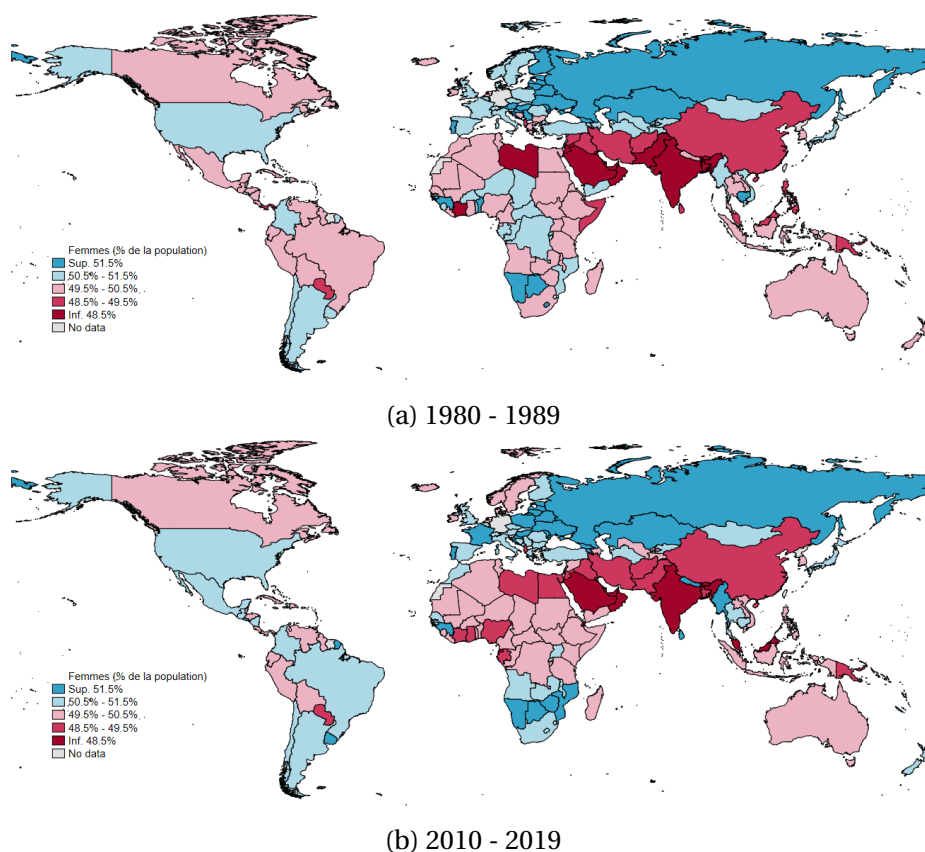 Femmes (% de la population)
Sup. 51.5%
50.5% - 51.5%
49.5% - 50.5%
48.5% - 49.5%
Inf. 48.5%
No data
(a) 1980 - 1989
Femmes (% de la population)
Sup. 51.5%
50.5% - 51.5%
49.5% - 50.5%
48.5% - 49.5%
Inf. 48.5%
No data
(b) 2010 - 2019